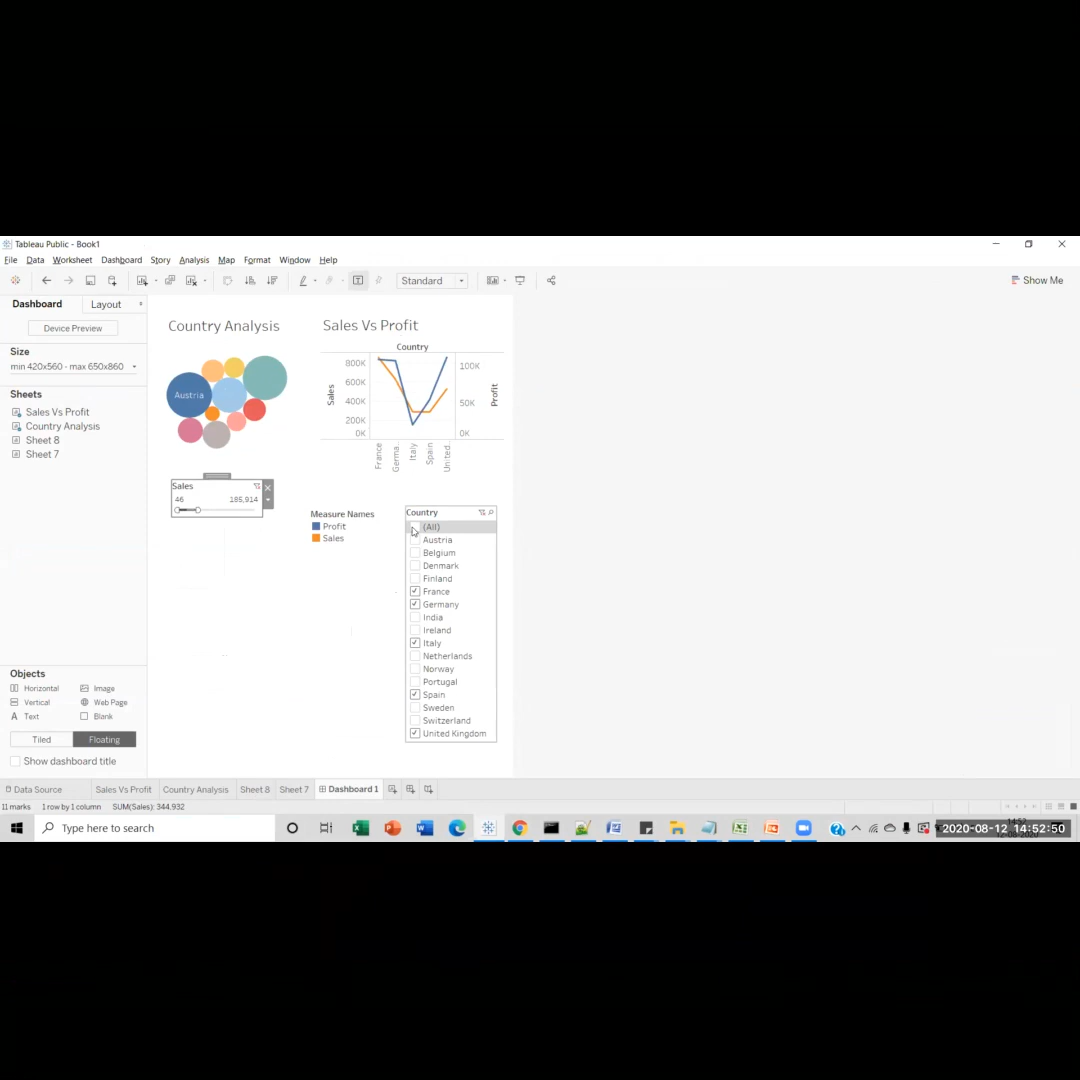 Tableau Public - Book1
File Data Worksheet Dashboard Story Analysis Map Format Window Help
Standard
Show Me
Dashboard Layout
Device Preview
Size
min 420x560 - max 650x860
Sheets
Sales Vs Profit
Country Analysis
Sheet 8
Sheet 7
Objects
Horizontal Image
Vertical Web Page
A Text Blank
Tiled Floating
Show dashboard title
Country Analysis
Austria
Sales
46 185,914
Sales Vs Profit
Country
800K
600K
400K
200K
0K
Sales
100K
50K
0K
Profit
France
Germa..
Italy
Spain
United..
Measure Names
Profit
Sales
Country
(All)
Austria
Belgium
Denmark
Finland
France
Germany
India
Ireland
Italy
Netherlands
Norway
Portugal
Spain
Sweden
Switzerland
United Kingdom
Data Source Sales Vs Profit Country Analysis Sheet 8 Sheet 7 Dashboard 1
11 marks 1 row by 1 column SUM(Sales): 344,932
Type here to search
2020-08-12 14:52:50